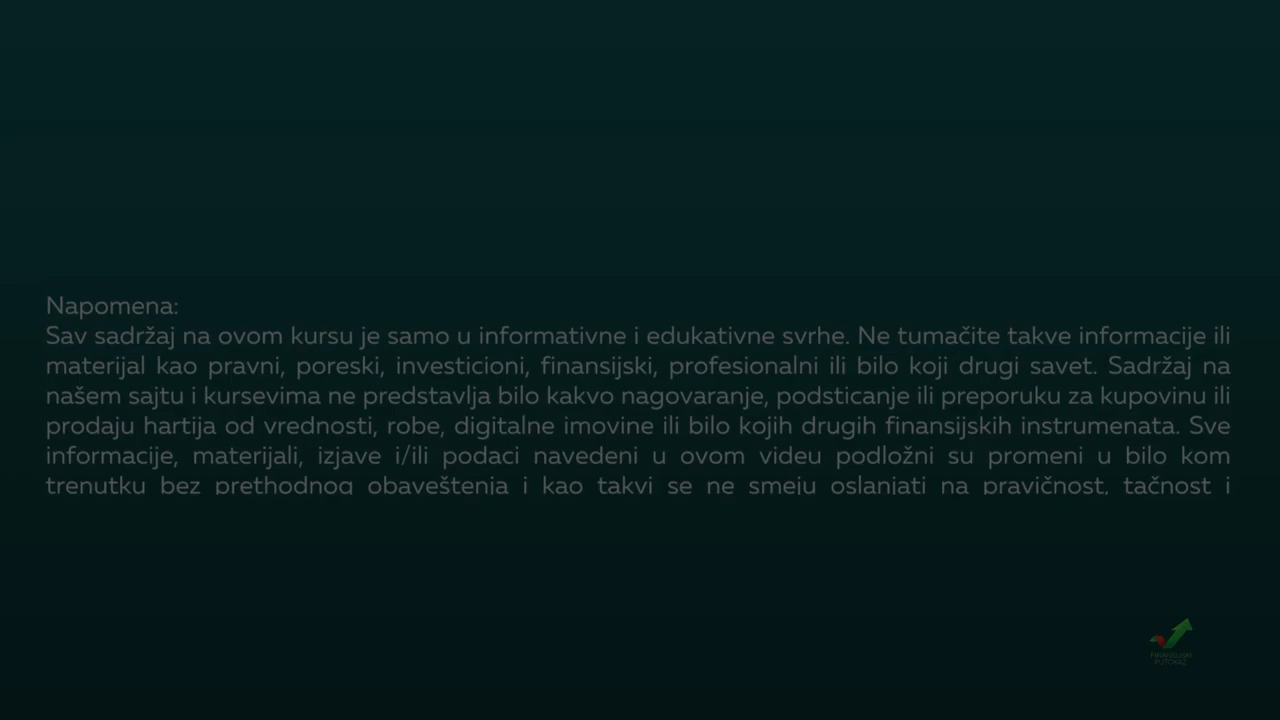 Napomena:
Sav sadržaj na ovom kursu je samo u informativne i edukativne svrhe. Ne tumačite takve informacije ili
materijal kao pravni, poreski, investicioni, finansijski, profesionalni ili bilo koji drugi savet. Sadržaj na
našem sajtu i kursevima ne predstavlja bilo kakvo nagovaranje, podsticanje ili preporuku za kupovinu ili
prodaju hartija od vrednosti, robe, digitalne imovine ili bilo kojih drugih finansijskih instrumenata. Sve
informacije, materijali, izjave i/ili podaci navedeni u ovom videu podložni su promeni u bilo kom
trenutku bez prethodnog obaveštenja i kao takvi se ne smeju oslanjati na pravičnost, tačnost i
FINANSIJSKI
PUTOKAZ